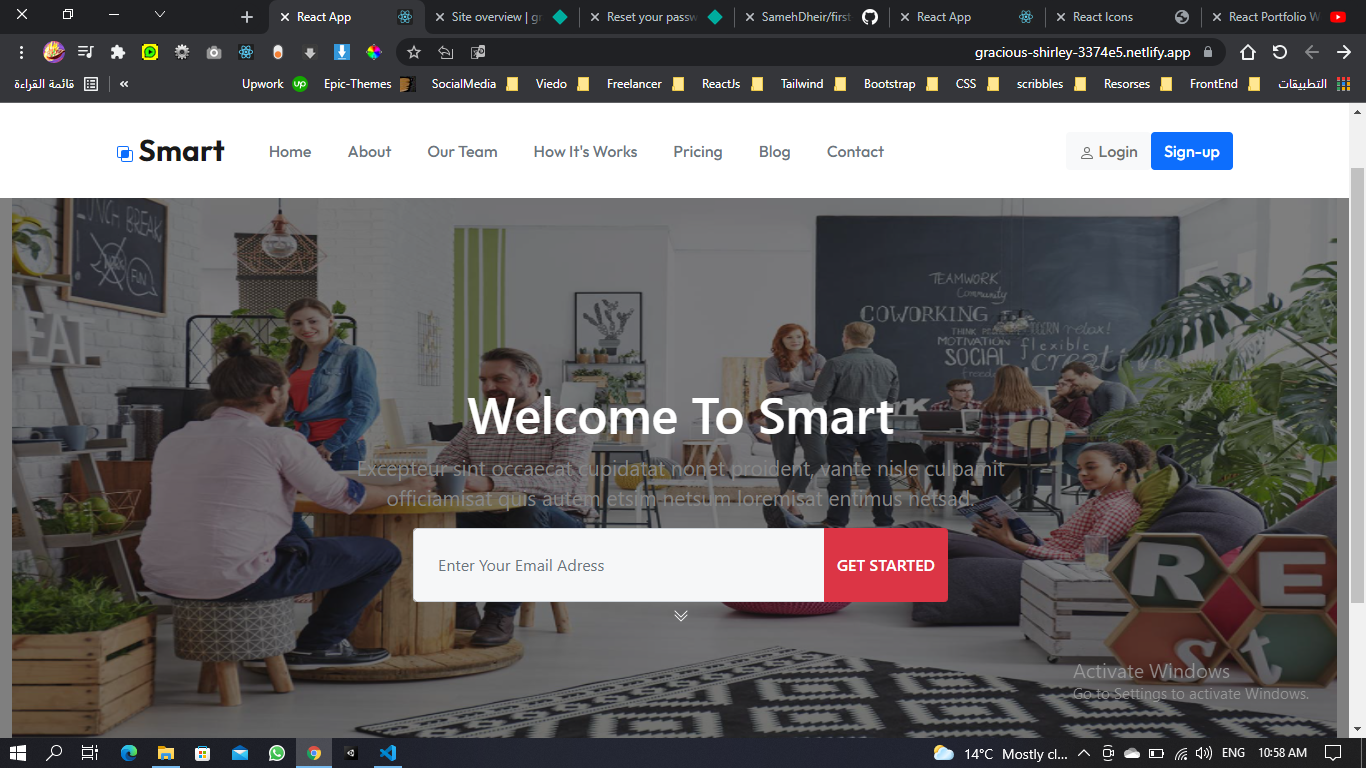 React App
Site overview | gr
Reset your passw
SamehDheir/first
React App
React Icons
React Portfolio W
gracious-shirley-3374e5.netlify.app
قائمة القراءة
«
Upwork
Epic-Themes
SocialMedia
Viedo
Freelancer
ReactJs
Tailwind
Bootstrap
CSS
scribbles
Resorses
FrontEnd
التطبيقات
Smart
Home
About
Our Team
How It's Works
Pricing
Blog
Contact
Login
Sign-up
LUNCH BREAK
FUN
EAT
TEAMWORK
Community
COWORKING
MOTIVATION
flexible
SOCIAL
creative
Welcome To Smart
Excepteur sint occaecat cupidatat nonet proident, vante nisle culpamit
officiamisat quis autem etsim netsum loremisat entimus netsad.
Enter Your Email Adress
GET STARTED
RE
st
Activate Windows
Go to Settings to activate Windows.
14°C Mostly cl...
ENG
10:58 AM